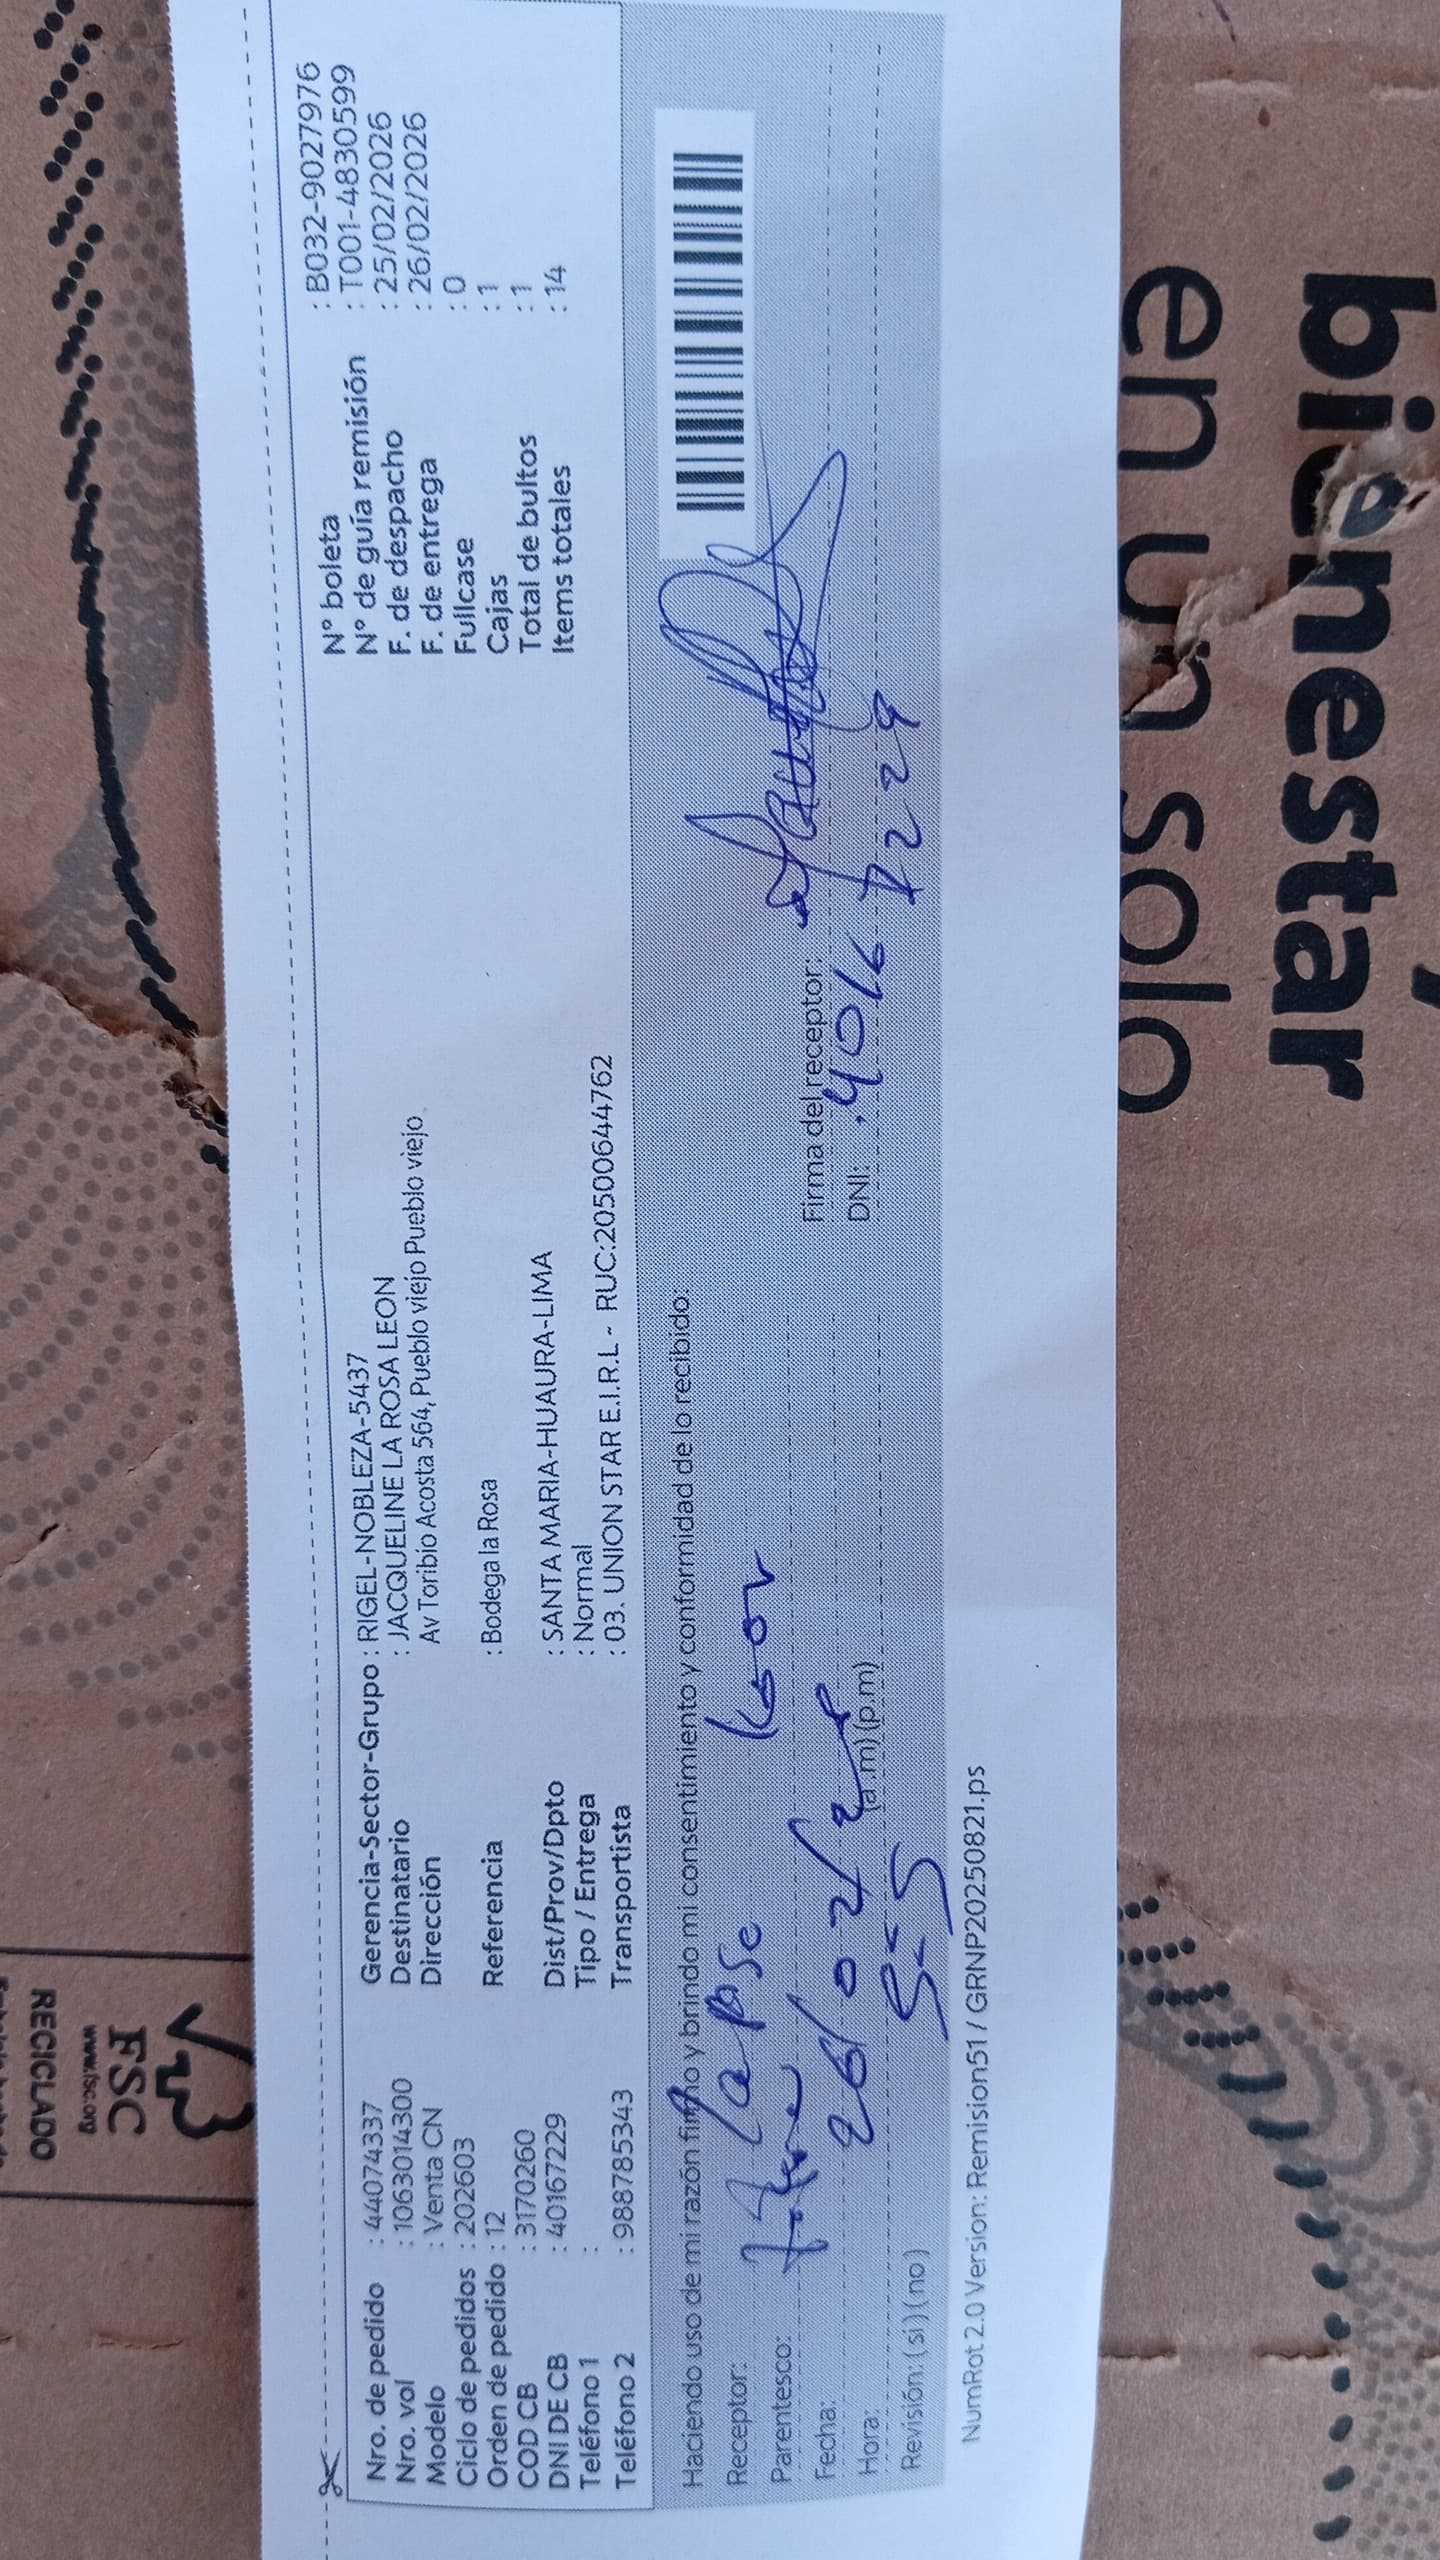 Nro. de pedido : 44074337
Nro. vol : 1063014300
Modelo : Venta CN
Ciclo de pedidos : 202603
Orden de pedido : 12
COD CB : 3170260
DNI DE CB : 40167229
Teléfono 1 :
Teléfono 2 : 988785343
Gerencia-Sector-Grupo : RIGEL-NOBLEZA-5437
Destinatario : JACQUELINE LA ROSA LEON
Dirección Av Toribio Acosta 564, Pueblo viejo Pueblo viejo
Referencia : Bodega la Rosa
Dist/Prov/Dpto : SANTA MARIA-HUAURA-LIMA
Tipo / Entrega : Normal
Transportista : 03. UNION STAR E.I.R.L - RUC:20500644762
N° boleta : B032-9027976
N° de guía remisión : T001-4830599
F. de despacho : 25/02/2026
F. de entrega : 26/02/2026
Fullcase : 0
Cajas : 1
Total de bultos : 1
Items totales : 14
Haciendo uso de mi razón firmo y brindo mi consentimiento y conformidad de lo recibido.
Receptor:
Parentesco:
Fecha: 26/02/
Hora: (a.m)(p.m)
Revisión: ( si ) ( no )
Firma del receptor:
DNI: 40167229
NumRot 2.0 Version: Remision51 / GRNP20250821.ps
bienestar
en un solo
RECICLADO
www.fsc.org
FSC